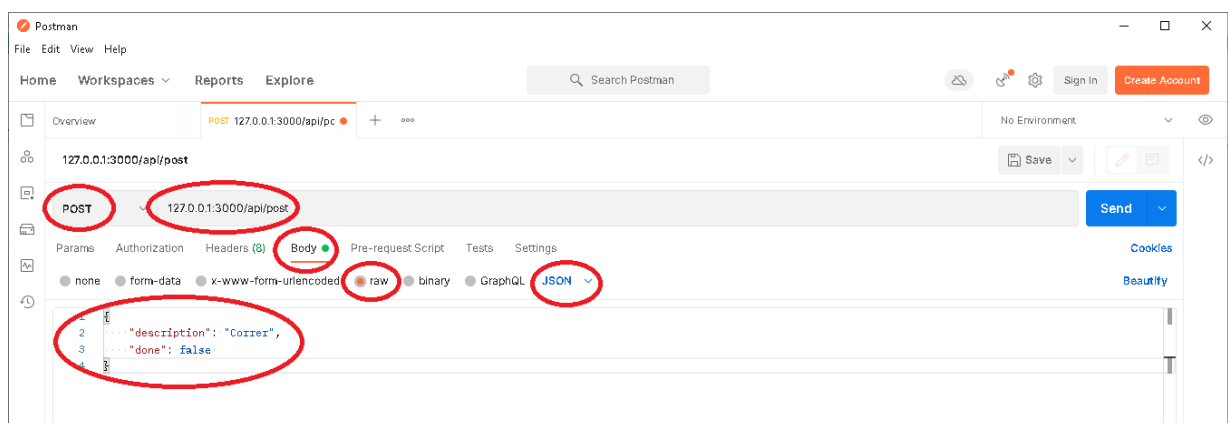 Postman
File Edit View Help
Home Workspaces Reports Explore Search Postman Sign In Create Account
Overview POST 127.0.0.1:3000/api/pc No Environment
127.0.0.1:3000/api/post Save
POST 127.0.0.1:3000/api/post Send
Params Authorization Headers (8) Body Pre-request Script Tests Settings Cookies
none form-data x-www-form-urlencoded raw binary GraphQL JSON Beautify
1 {
2 "description": "Correr",
3 "done": false
4 }